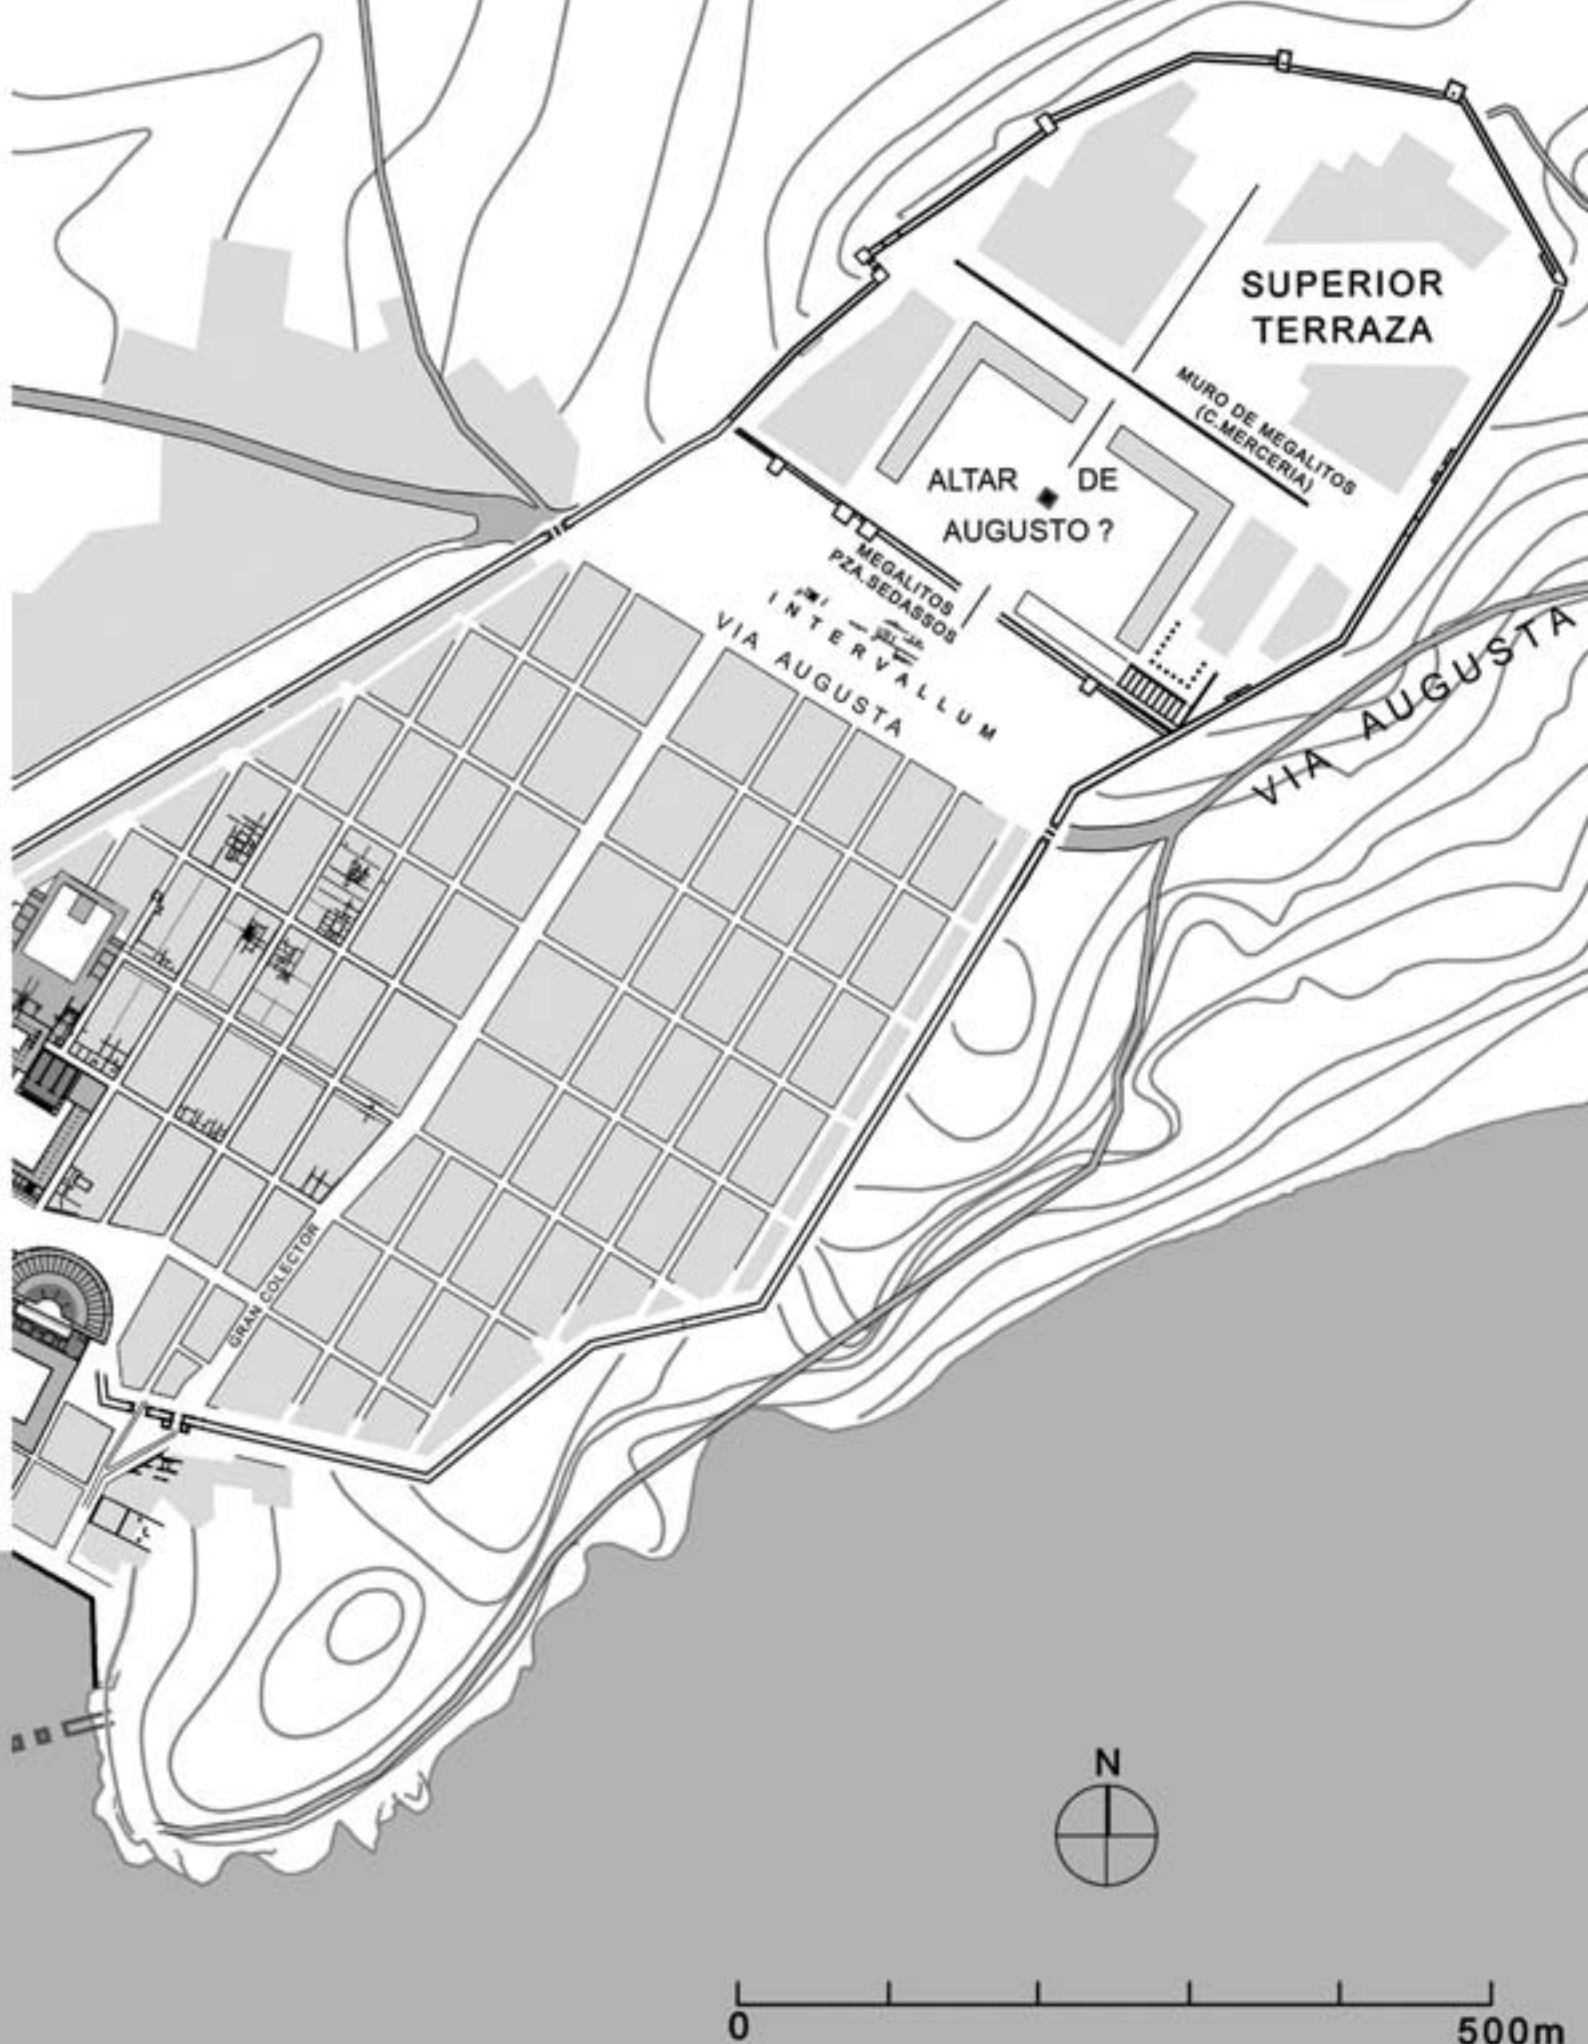 SUPERIOR
TERRAZA
MURO DE MEGALITOS
(C.MERCERIA)
ALTAR DE
AUGUSTO ?
MEGALITOS
PZA.SEDASSOS
INTERVALLUM
VIA AUGUSTA
VIA AUGUSTA
GRAN COLECTOR
N
0
500m